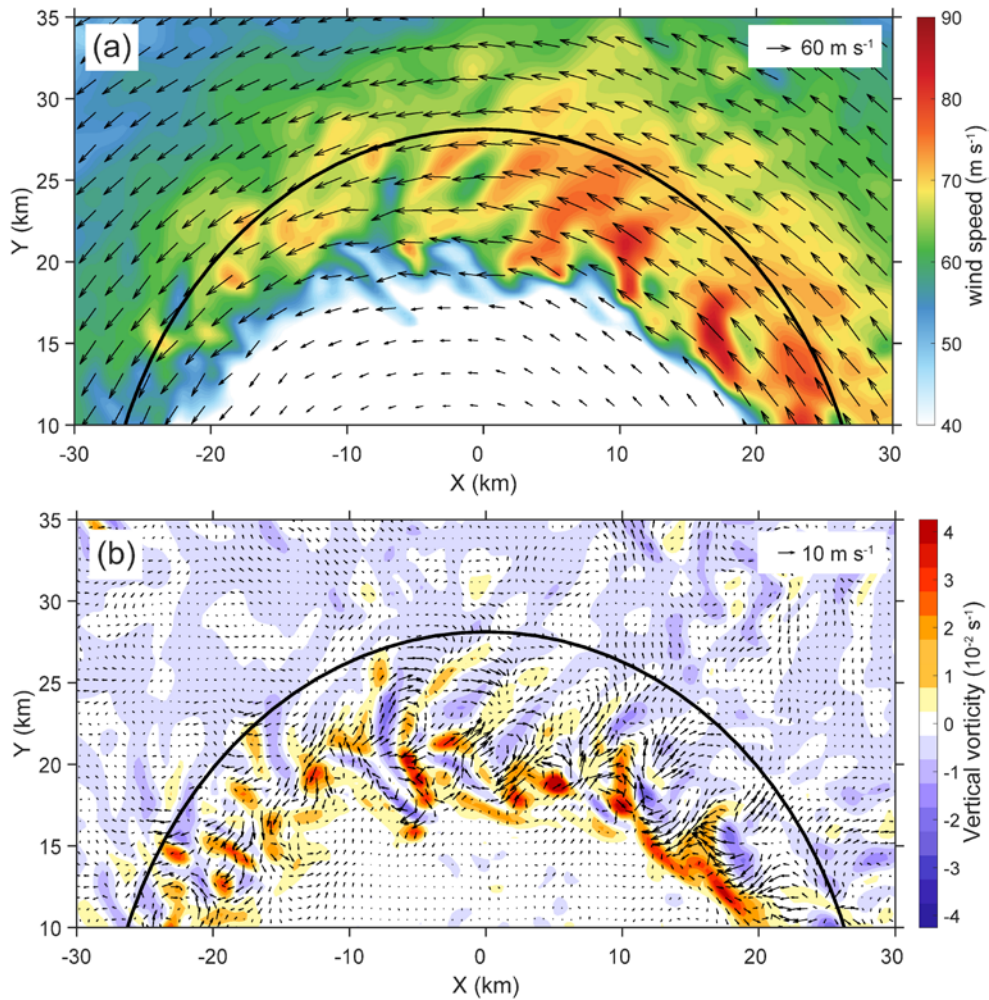 (a)
60 m s⁻¹
35
30
25
20
15
10
Y (km)
-30 -20 -10 0 10 20 30
X (km)
90
80
70
60
50
40
wind speed (m s⁻¹)
(b)
10 m s⁻¹
35
30
25
20
15
10
Y (km)
-30 -20 -10 0 10 20 30
X (km)
4
3
2
1
0
-1
-2
-3
-4
Vertical vorticity (10⁻² s⁻¹)